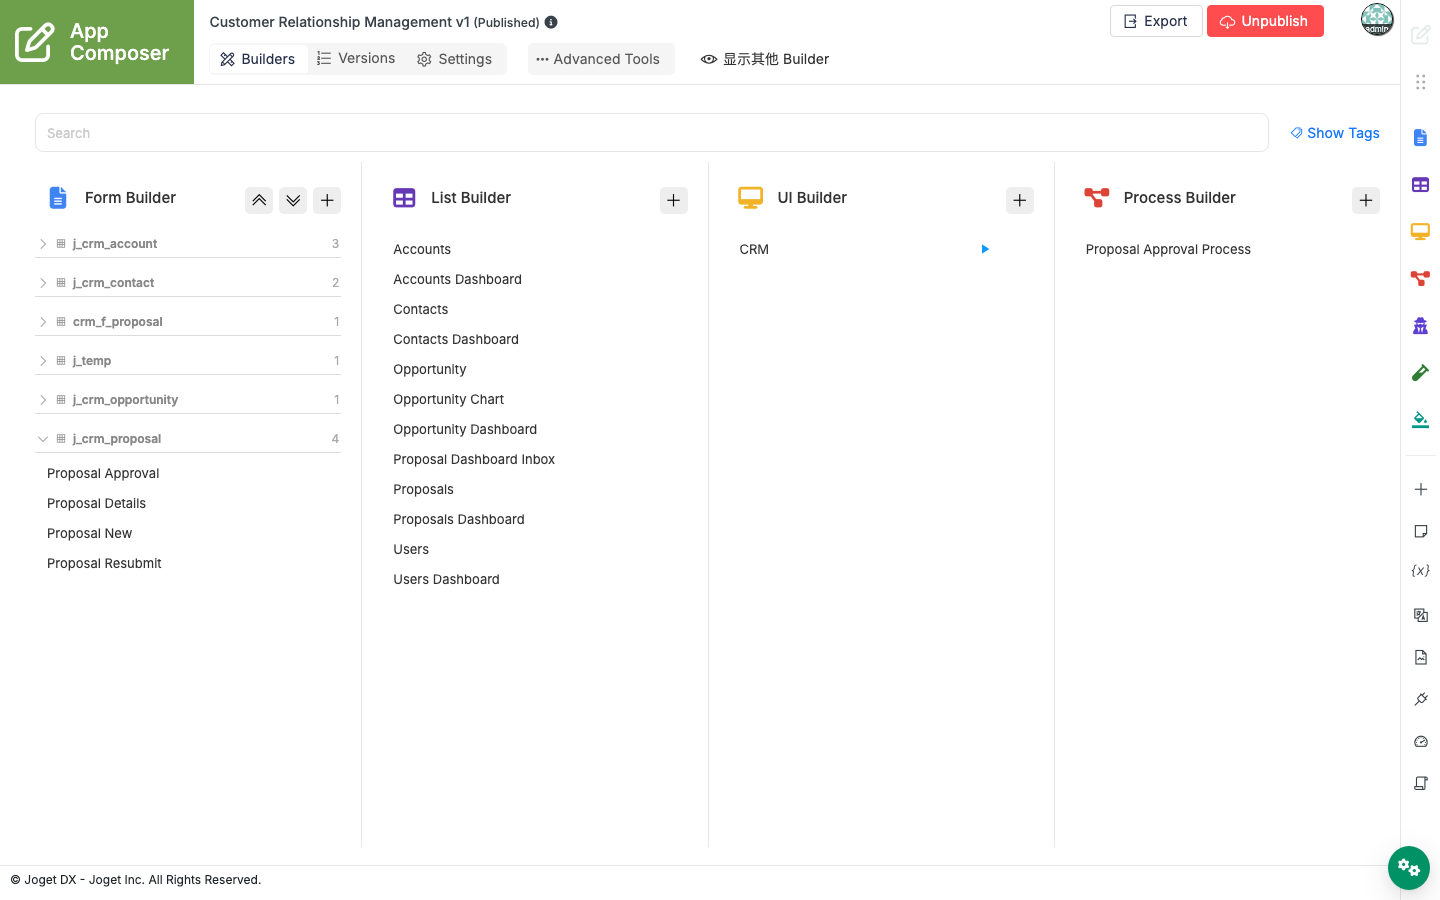 App
Composer
Customer Relationship Management v1 (Published)
Export
Unpublish
admin
Builders
Versions
Settings
Advanced Tools
显示其他 Builder
Search
Show Tags
Form Builder
j_crm_account 3
j_crm_contact 2
crm_f_proposal 1
j_temp 1
j_crm_opportunity 1
j_crm_proposal 4
Proposal Approval
Proposal Details
Proposal New
Proposal Resubmit
List Builder
Accounts
Accounts Dashboard
Contacts
Contacts Dashboard
Opportunity
Opportunity Chart
Opportunity Dashboard
Proposal Dashboard Inbox
Proposals
Proposals Dashboard
Users
Users Dashboard
UI Builder
CRM
Process Builder
Proposal Approval Process
{x}
© Joget DX - Joget Inc. All Rights Reserved.